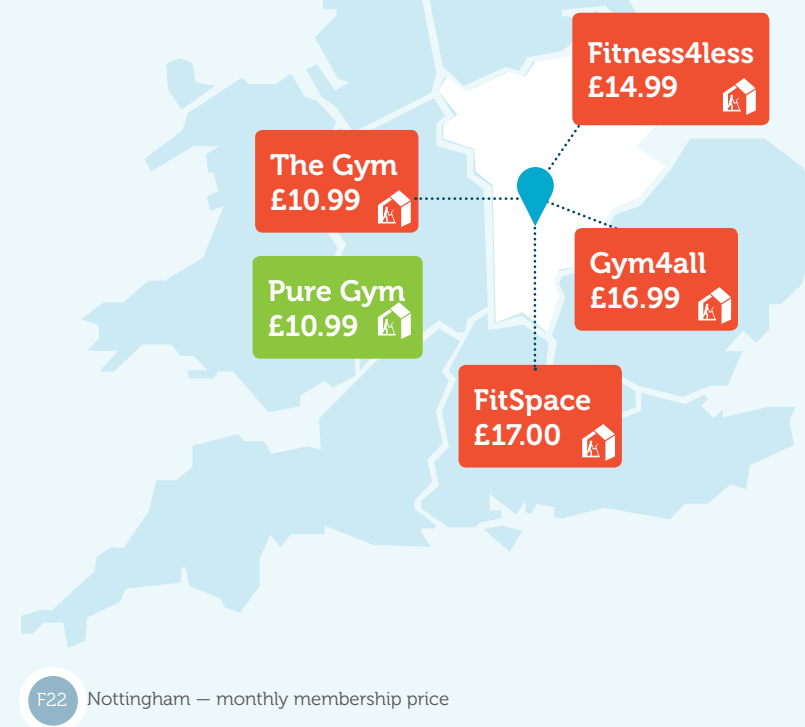 Fitness4less
£14.99
The Gym
£10.99
Gym4all
£16.99
Pure Gym
£10.99
FitSpace
£17.00
F22
Nottingham — monthly membership price